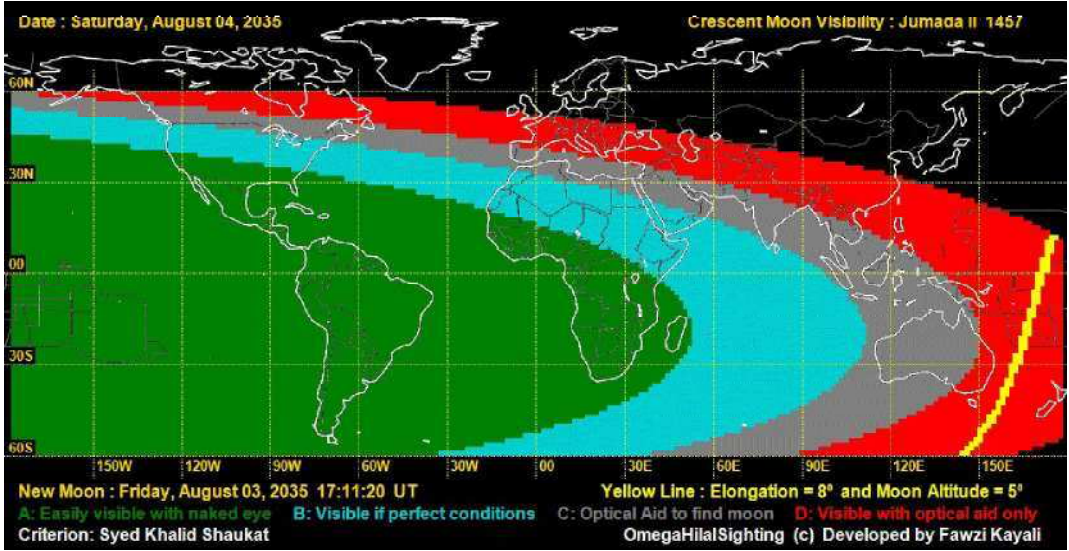 Date : Saturday, August 04, 2035
Crescent Moon Visibility : Jumada II 1457
60N
30N
00
30S
60S
150W 120W 90W 60W 30W 00 30E 60E 90E 120E 150E
New Moon : Friday, August 03, 2035 17:11:20 UT
Yellow Line : Elongation = 8º and Moon Altitude = 5º
A: Easily visible with naked eye B: Visible if perfect conditions C: Optical Aid to find moon D: Visible with optical aid only
Criterion: Syed Khalid Shaukat
OmegaHilalSighting (c) Developed by Fawzi Kayali